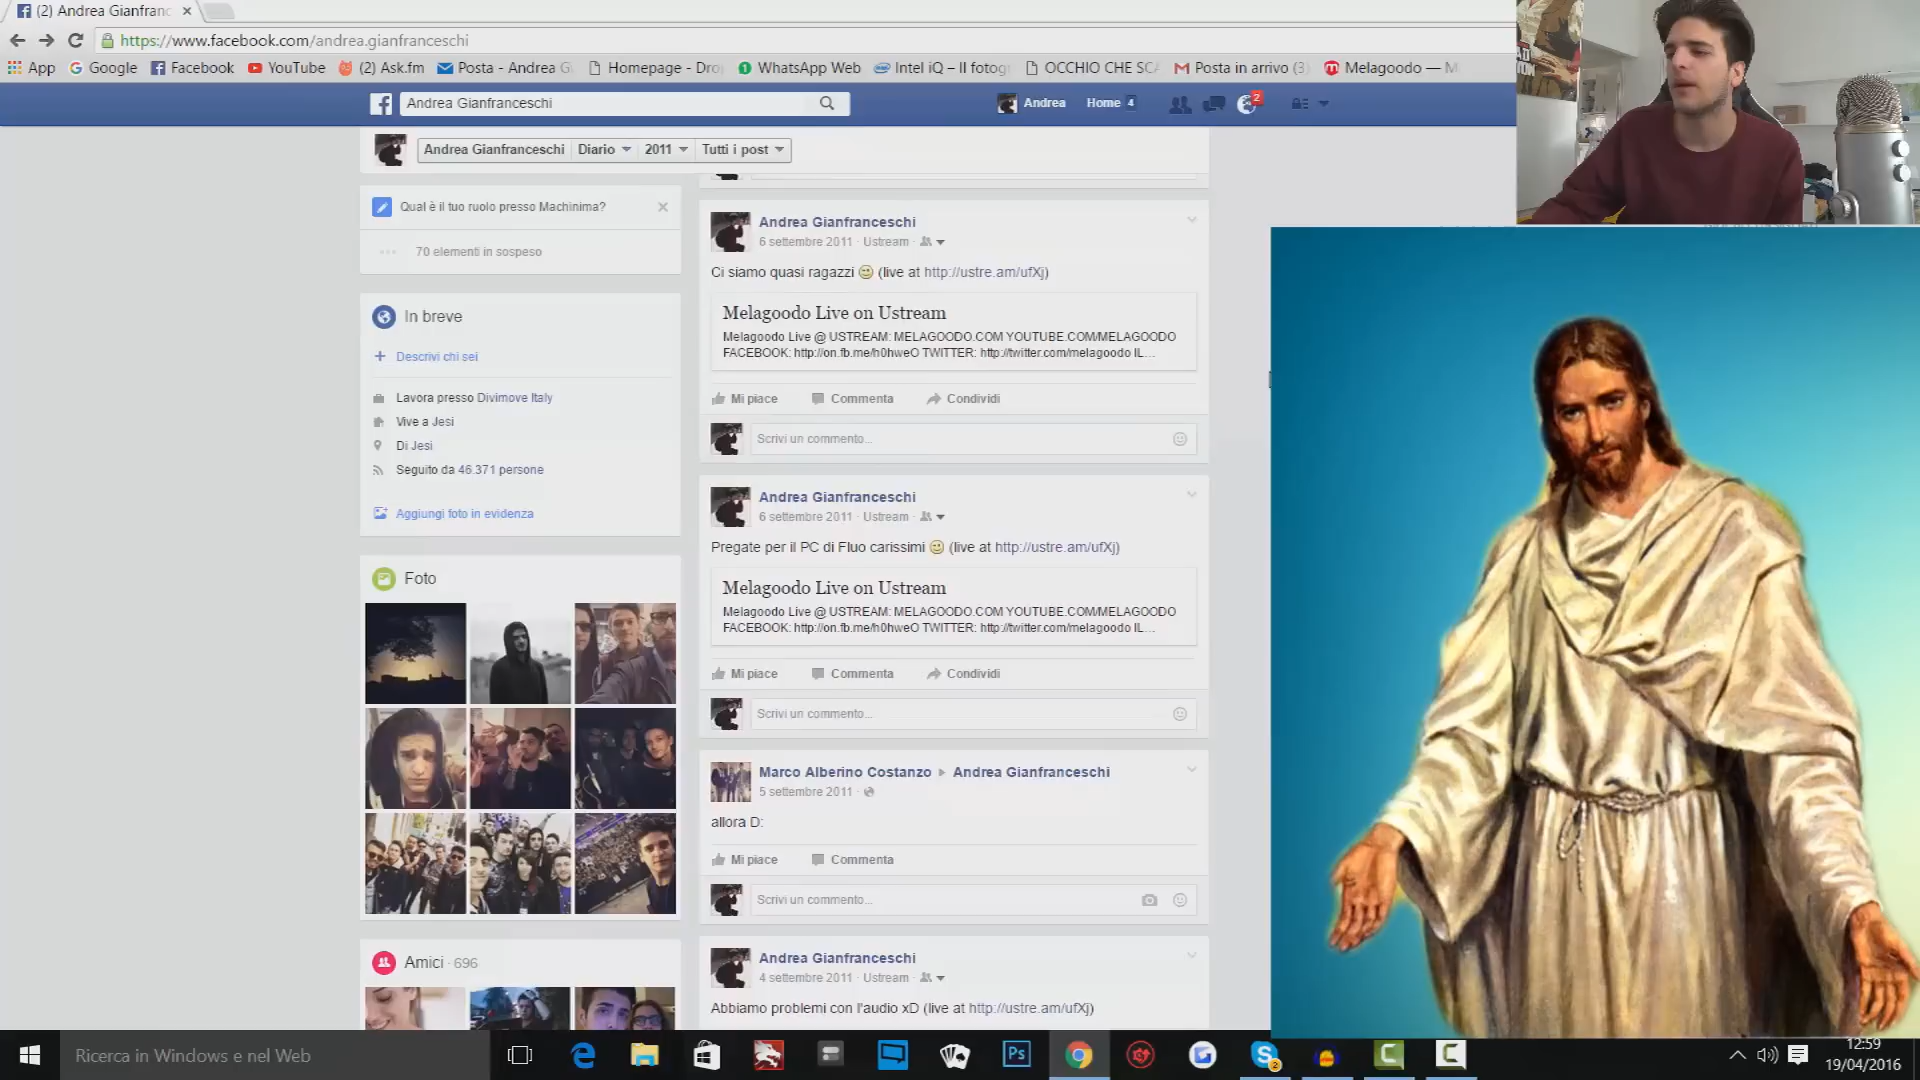 (2) Andrea Gianfranc
https://www.facebook.com/andrea.gianfranceschi
App Google Facebook YouTube (2) Ask.fm Posta - Andrea G Homepage - Dro WhatsApp Web Intel iQ – Il fotog OCCHIO CHE SCA Posta in arrivo (3) Melagoodo — M
Andrea Gianfranceschi
Andrea Home 4 2
Andrea Gianfranceschi Diario 2011 Tutti i post
Qual è il tuo ruolo presso Machinima?
70 elementi in sospeso
In breve
Descrivi chi sei
Lavora presso Divimove Italy
Vive a Jesi
Di Jesi
Seguito da 46.371 persone
Aggiungi foto in evidenza
Foto
Amici · 696
Andrea Gianfranceschi
6 settembre 2011 · Ustream ·
Ci siamo quasi ragazzi (live at http://ustre.am/ufXj)
Melagoodo Live on Ustream
Melagoodo Live @ USTREAM: MELAGOODO.COM YOUTUBE.COM/MELAGOODO
FACEBOOK: http://on.fb.me/h0hweO TWITTER: http://twitter.com/melagoodo IL...
Mi piace Commenta Condividi
Scrivi un commento...
Andrea Gianfranceschi
6 settembre 2011 · Ustream ·
Pregate per il PC di Fluo carissimi (live at http://ustre.am/ufXj)
Melagoodo Live on Ustream
Melagoodo Live @ USTREAM: MELAGOODO.COM YOUTUBE.COM/MELAGOODO
FACEBOOK: http://on.fb.me/h0hweO TWITTER: http://twitter.com/melagoodo IL...
Mi piace Commenta Condividi
Scrivi un commento...
Marco Alberino Costanzo Andrea Gianfranceschi
5 settembre 2011 ·
allora D:
Mi piace Commenta
Scrivi un commento...
Andrea Gianfranceschi
4 settembre 2011 · Ustream ·
Abbiamo problemi con l'audio xD (live at http://ustre.am/ufXj)
Ricerca in Windows e nel Web
Ps
2
12:59
19/04/2016